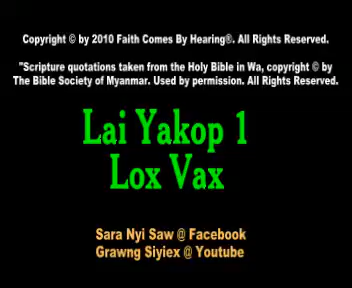 Copyright © by 2010 Faith Comes By Hearing®. All Rights Reserved.
"Scripture quotations taken from the Holy Bible in Wa, copyright © by
The Bible Society of Myanmar. Used by permission. All Rights Reserved.
Lai Yakop 1
Lox Vax
Sara Nyi Saw @ Facebook
Grawng Siyiex @ Youtube